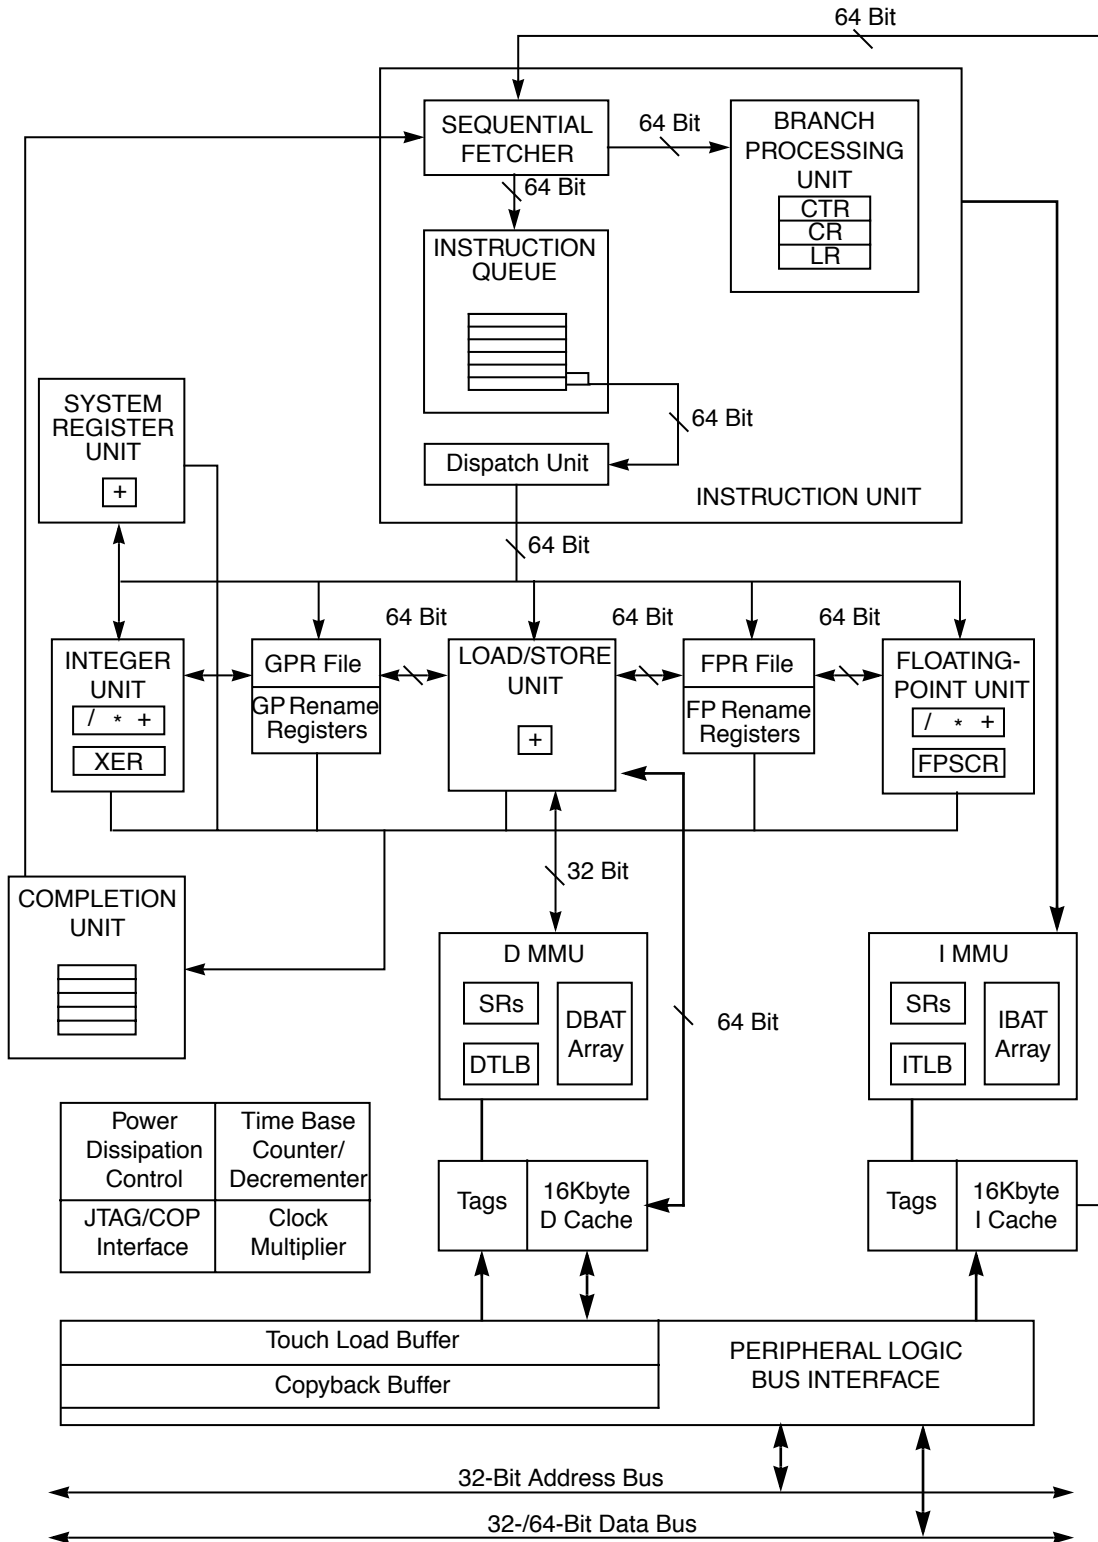 64 Bit
SEQUENTIAL
FETCHER
64 Bit
BRANCH
PROCESSING
UNIT
CTR
CR
LR
64 Bit
INSTRUCTION
QUEUE
64 Bit
Dispatch Unit
INSTRUCTION UNIT
SYSTEM
REGISTER
UNIT
+
64 Bit
INTEGER
UNIT
/ * +
XER
GPR File
GP Rename
Registers
64 Bit
LOAD/STORE
UNIT
+
64 Bit
FPR File
FP Rename
Registers
64 Bit
FLOATING-
POINT UNIT
/ * +
FPSCR
32 Bit
COMPLETION
UNIT
D MMU
SRs
DTLB
DBAT
Array
64 Bit
I MMU
SRs
ITLB
IBAT
Array
Power
Dissipation
Control
Time Base
Counter/
Decrementer
JTAG/COP
Interface
Clock
Multiplier
Tags
16Kbyte
D Cache
Tags
16Kbyte
I Cache
Touch Load Buffer
Copyback Buffer
PERIPHERAL LOGIC
BUS INTERFACE
32-Bit Address Bus
32-/64-Bit Data Bus